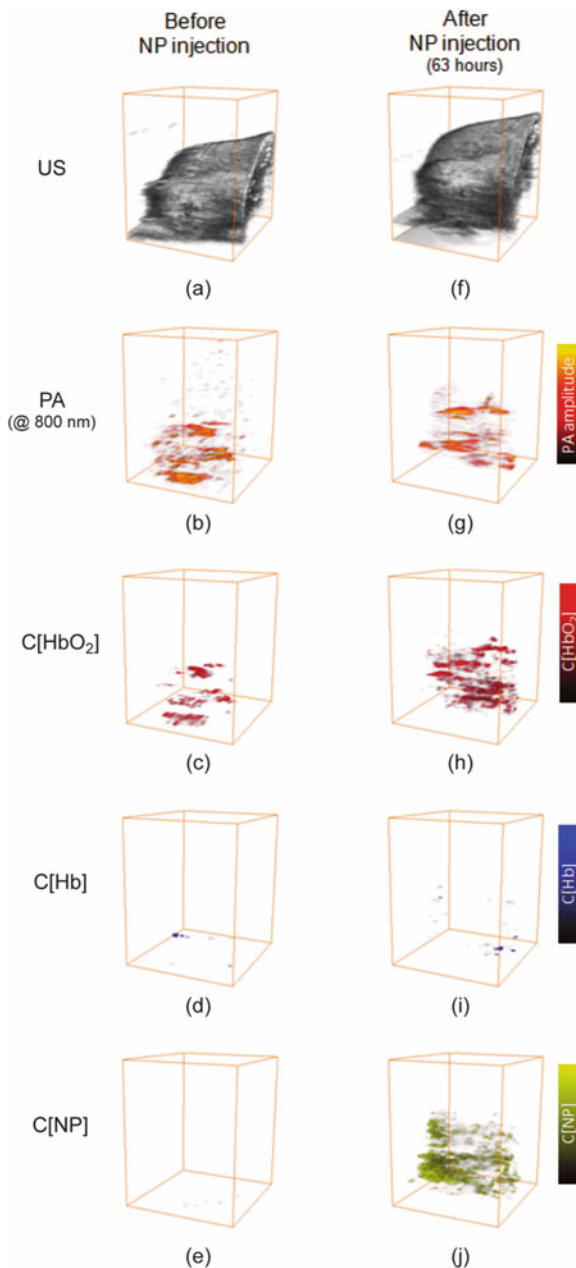 Before
NP injection
After
NP injection
(63 hours)
US
(a)
(f)
PA
(@ 800 nm)
PA amplitude
(b)
(g)
C[HbO₂]
C[HbO₂]
(c)
(h)
C[Hb]
C[Hb]
(d)
(i)
C[NP]
C[NP]
(e)
(j)